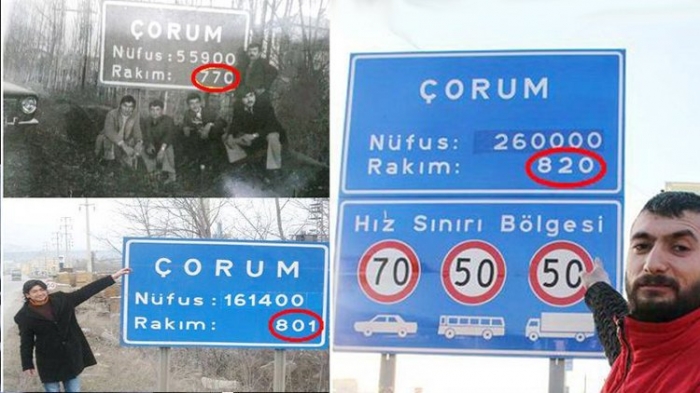 ÇORUM
Nüfus: 55900
Rakım: 770
ÇORUM
Nüfus : 161400
Rakım: 801
ÇORUM
Nüfus: 260000
Rakım: 820
Hız Sınırı Bölgesi
70 50 50